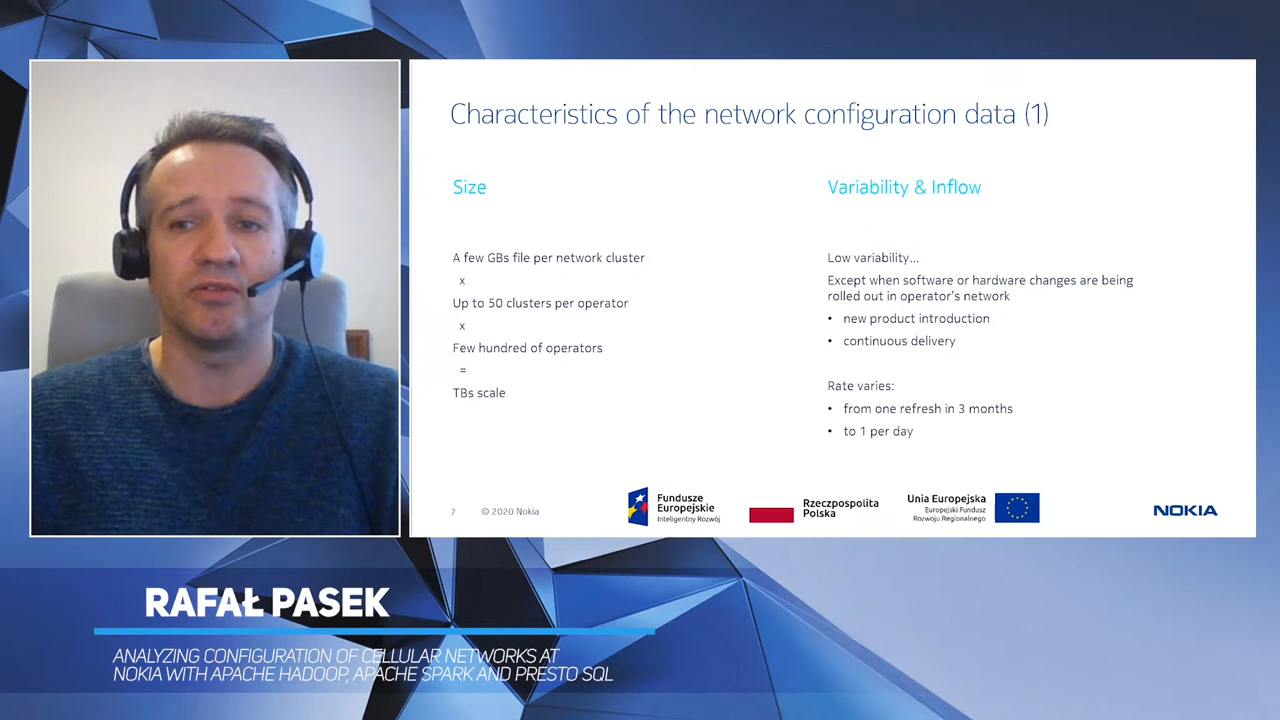 Characteristics of the network configuration data (1)
Size
A few GBs file per network cluster
x
Up to 50 clusters per operator
x
Few hundred of operators
=
TBs scale
Variability & Inflow
Low variability...
Except when software or hardware changes are being
rolled out in operator's network
• new product introduction
• continuous delivery
Rate varies:
• from one refresh in 3 months
• to 1 per day
7 © 2020 Nokia
Fundusze
Europejskie
Inteligentny Rozwój
Rzeczpospolita
Polska
Unia Europejska
Europejski Fundusz
Rozwoju Regionalnego
NOKIA
RAFAŁ PASEK
ANALYZING CONFIGURATION OF CELLULAR NETWORKS AT
NOKIA WITH APACHE HADOOP, APACHE SPARK AND PRESTO SQL